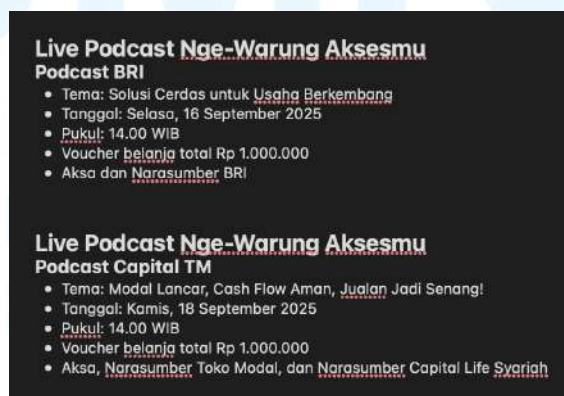 Live Podcast Nge-Warung Aksesmu
Podcast BRI
• Tema: Solusi Cerdas untuk Usaha Berkembang
• Tanggal: Selasa, 16 September 2025
• Pukul: 14.00 WIB
• Voucher belanja total Rp 1.000.000
• Aksa dan Narasumber BRI
Live Podcast Nge-Warung Aksesmu
Podcast Capital TM
• Tema: Modal Lancar, Cash Flow Aman, Jualan Jadi Senang!
• Tanggal: Kamis, 18 September 2025
• Pukul: 14.00 WIB
• Voucher belanja total Rp 1.000.000
• Aksa, Narasumber Toko Modal, dan Narasumber Capital Life Syariah